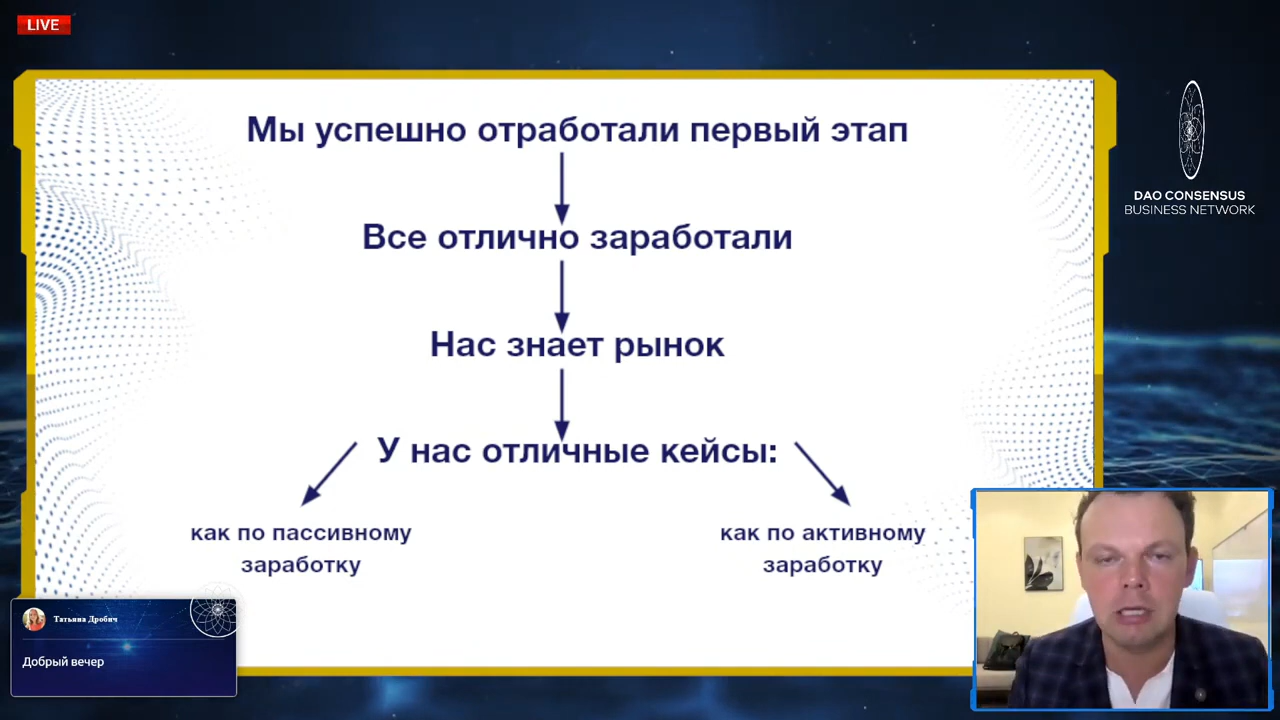 LIVE
Мы успешно отработали первый этап
Все отлично заработали
Нас знает рынок
У нас отличные кейсы:
как по пассивному
заработку
как по активному
заработку
DAO CONSENSUS
BUSINESS NETWORK
Татьяна Дробич
Добрый вечер